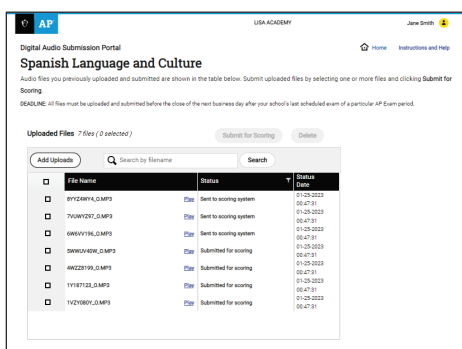 AP
LISA ACADEMY
Jane Smith
Digital Audio Submission Portal
Home Instructions and Help
Spanish Language and Culture
Audio files you previously uploaded and submitted are shown in the table below. Submit uploaded files by selecting one or more files and clicking Submit for
Scoring.
DEADLINE: All files must be uploaded and submitted before the close of the next business day after your school's last scheduled exam of a particular AP Exam period.
Uploaded Files 7 files ( 0 selected )
Submit for Scoring
Delete
Add Uploads
Search by filename
Search
File Name Status Status Date
8YYZ4WY4_O.MP3 Play Sent to scoring system 01-25-2023 00:47:31
7VUWYZ97_O.MP3 Play Sent to scoring system 01-25-2023 00:47:31
6W6VV196_O.MP3 Play Sent to scoring system 01-25-2023 00:47:31
5WWUV40W_O.MP3 Play Submitted for scoring 01-25-2023 00:47:31
4WZZ8199_O.MP3 Play Submitted for scoring 01-25-2023 00:47:31
1Y187123_O.MP3 Play Submitted for scoring 01-25-2023 00:47:31
1VZY080Y_O.MP3 Play Submitted for scoring 01-25-2023 00:47:31